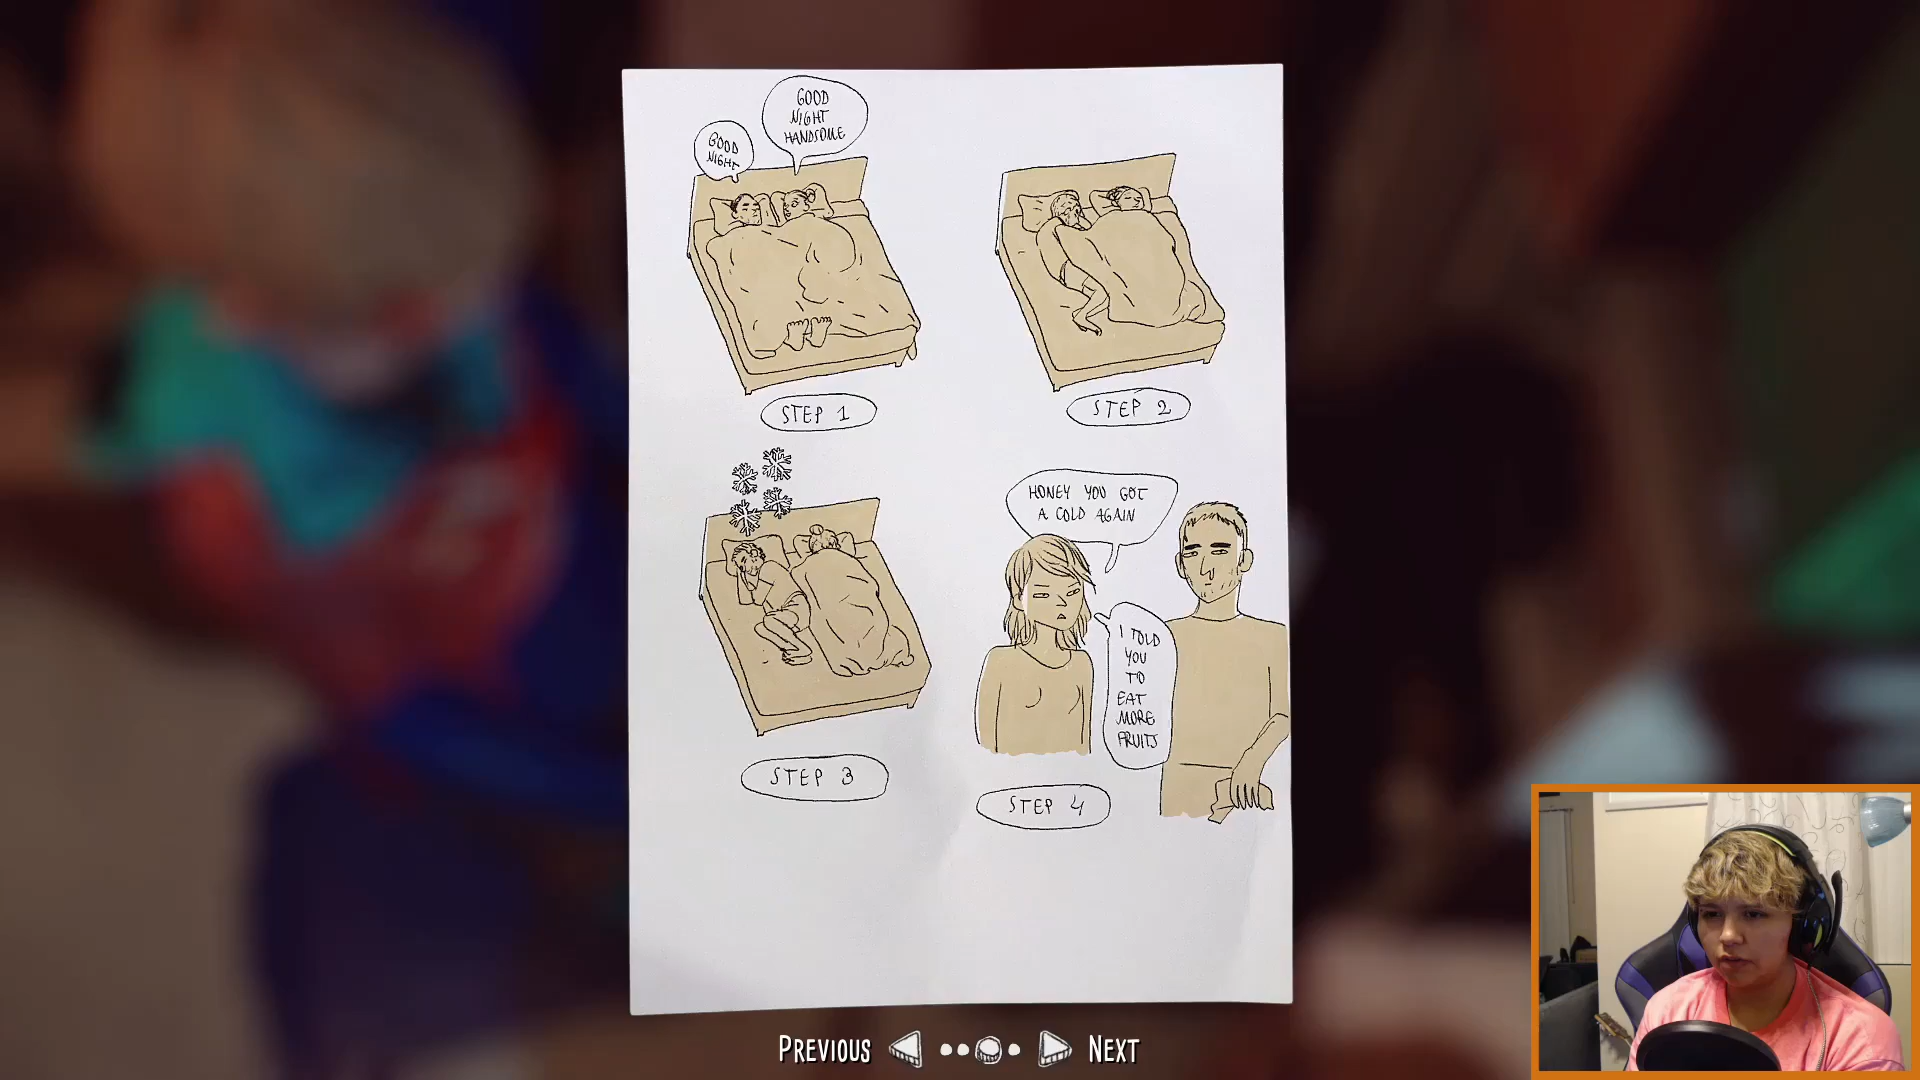 GOOD
NIGHT
GOOD
NIGHT
HANDSOME
STEP 1
STEP 2
STEP 3
HONEY YOU GOT
A COLD AGAIN
I TOLD
YOU
TO
EAT
MORE
FRUITS
STEP 4
PREVIOUS
NEXT